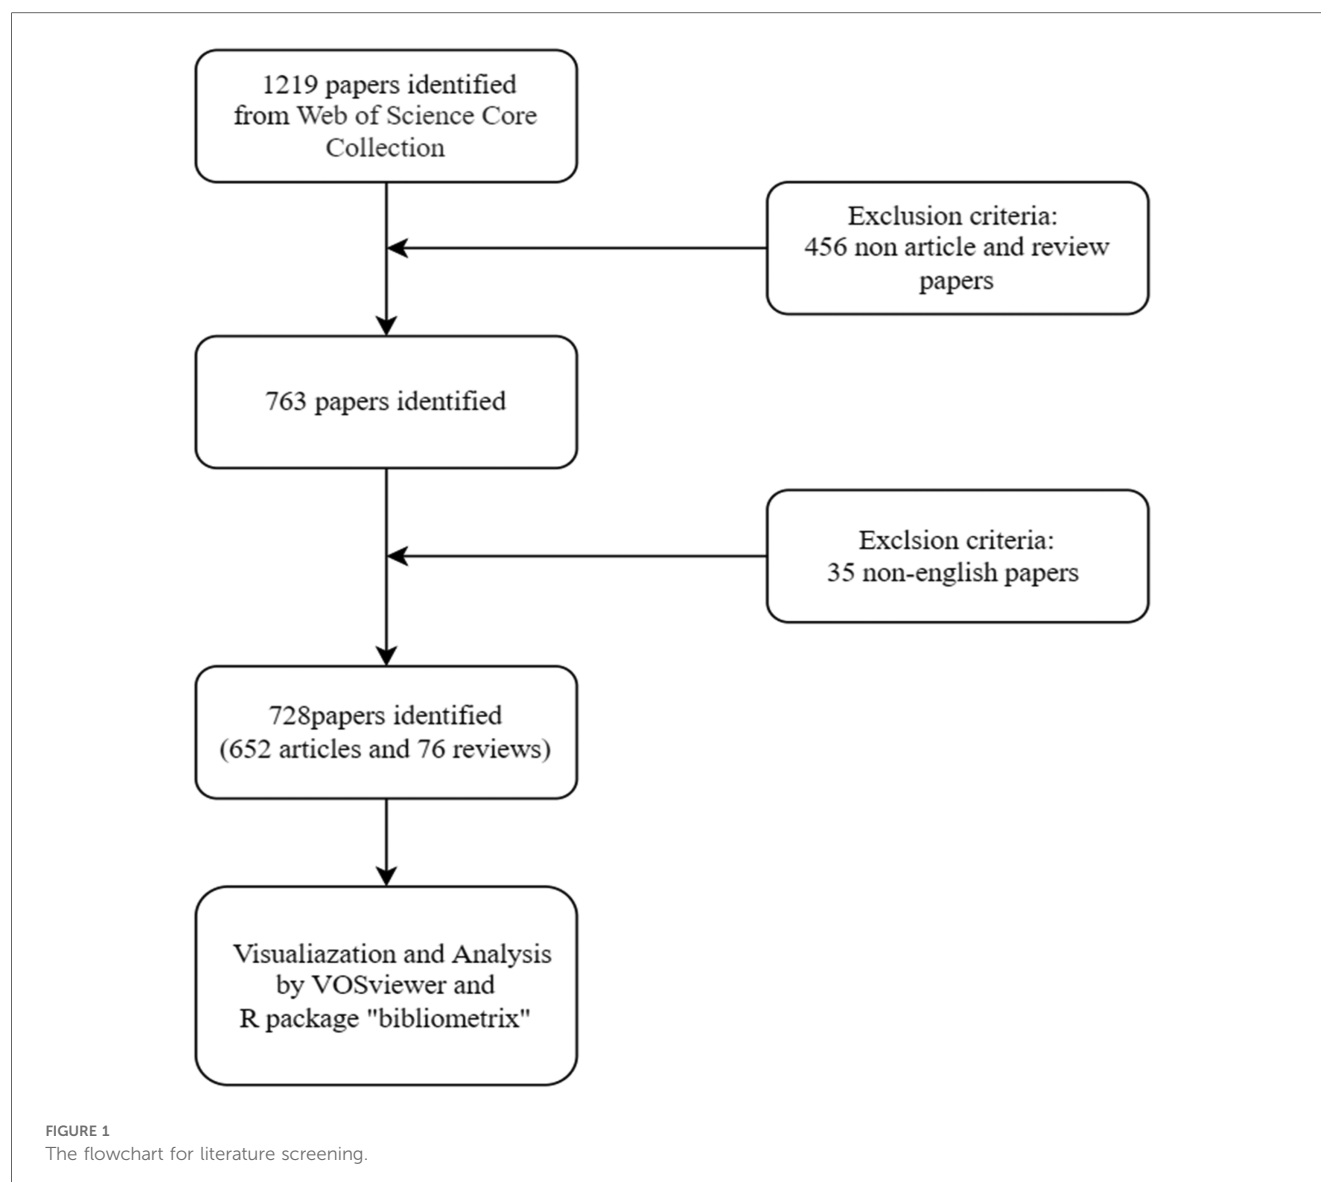 1219 papers identified
from Web of Science Core
Collection
Exclusion criteria:
456 non article and review
papers
763 papers identified
Exclsion criteria:
35 non-english papers
728papers identified
(652 articles and 76 reviews)
Visualiazation and Analysis
by VOSviewer and
R package "bibliometrix"
FIGURE 1
The flowchart for literature screening.